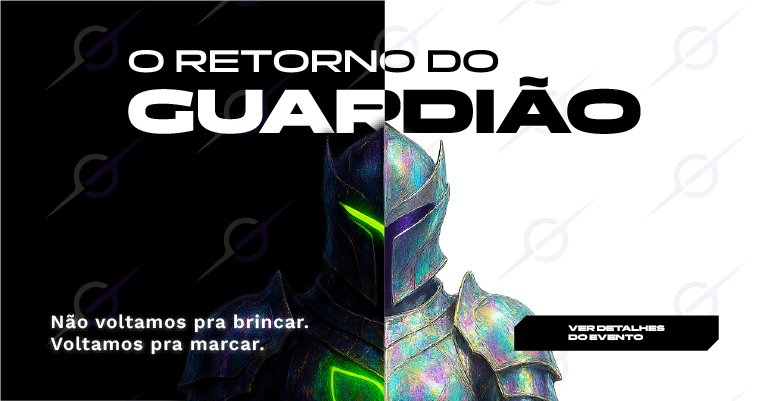 O RETORNO DO
GUARDIÃO
Não voltamos pra brincar.
Voltamos pra marcar.
VER DETALHES
DO EVENTO